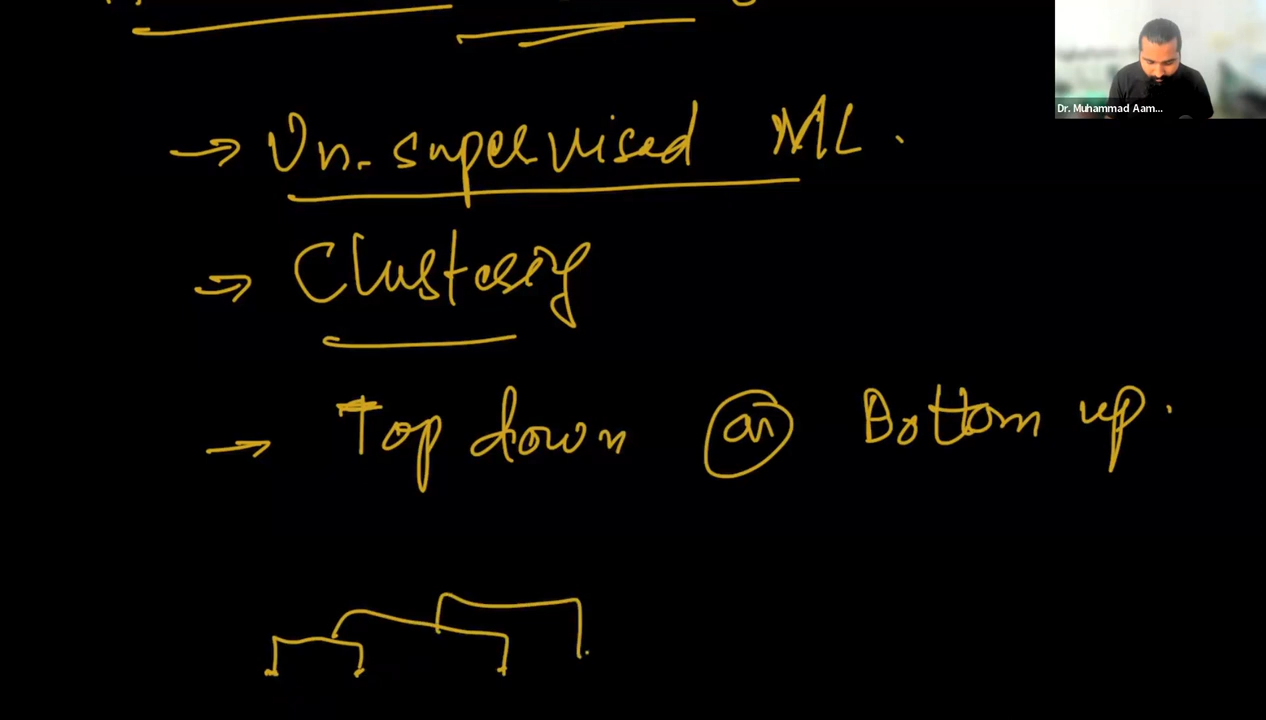 Dr. Muhammad Aam...
→ Un-supervised ML.
→ Clustering
→ Top down or Bottom up.